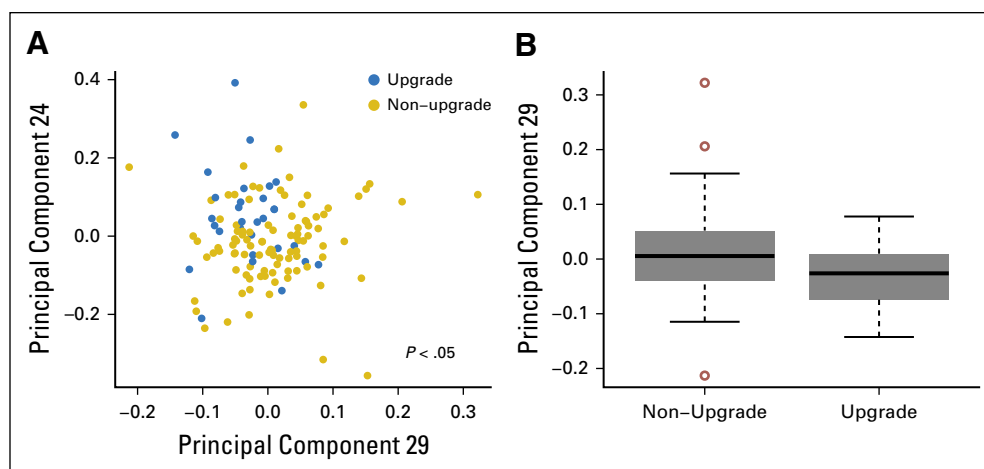 A
Principal Component 24
0.4
0.2
0.0
−0.2
Upgrade
Non-upgrade
P < .05
−0.2 −0.1 0.0 0.1 0.2 0.3
Principal Component 29
B
Principal Component 29
0.3
0.2
0.1
0.0
−0.1
−0.2
Non−Upgrade Upgrade